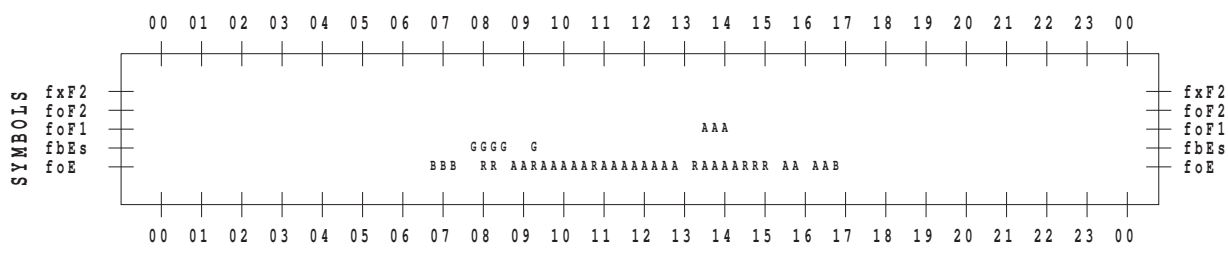 00 01 02 03 04 05 06 07 08 09 10 11 12 13 14 15 16 17 18 19 20 21 22 23 00
SYMBOLS
fxF2 fxF2
foF2 foF2
foF1 AAA foF1
fbEs GGGG G fbEs
foE BBB RR AARAAAAARAAAAAAAA RAAAARRR AA AAB foE
00 01 02 03 04 05 06 07 08 09 10 11 12 13 14 15 16 17 18 19 20 21 22 23 00